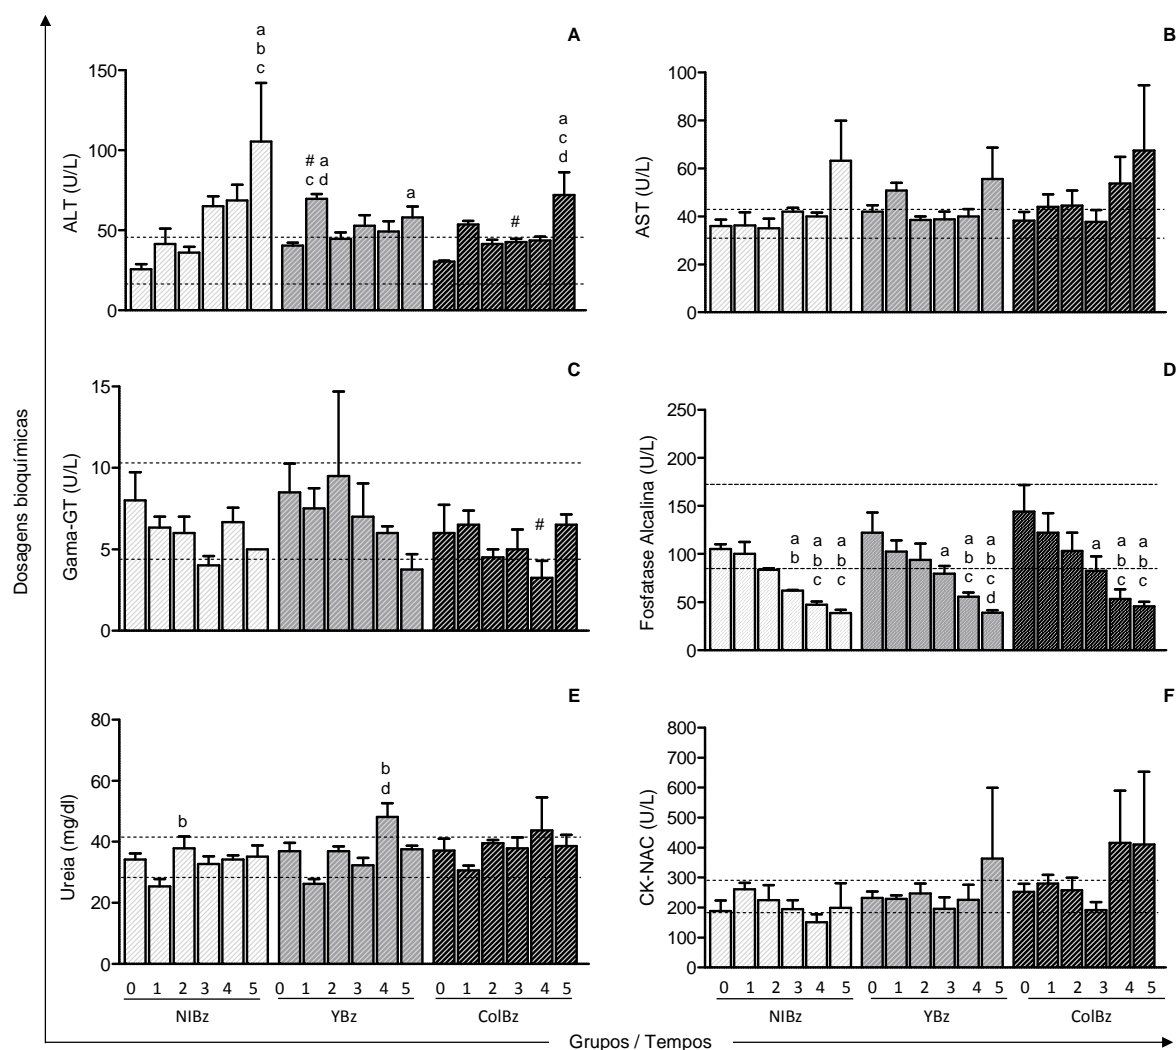 Dosagens bioquímicas
A
ALT (U/L)
150
100
50
0
a
b
c
# a
c d
a
#
a
c
d
B
AST (U/L)
100
80
60
40
20
0
C
Gama-GT (U/L)
15
10
5
0
#
D
Fosfatase Alcalina (U/L)
250
200
150
100
50
0
a
b
a
b
c
a
b
c
a
a
b
c
a
b
c
d
a
a
b
c
a
b
c
E
Ureia (mg/dl)
80
60
40
20
0
b
b
d
0 1 2 3 4 5 0 1 2 3 4 5 0 1 2 3 4 5
NIBz YBz ColBz
F
CK-NAC (U/L)
800
700
600
500
400
300
200
100
0
0 1 2 3 4 5 0 1 2 3 4 5 0 1 2 3 4 5
NIBz YBz ColBz
Grupos / Tempos